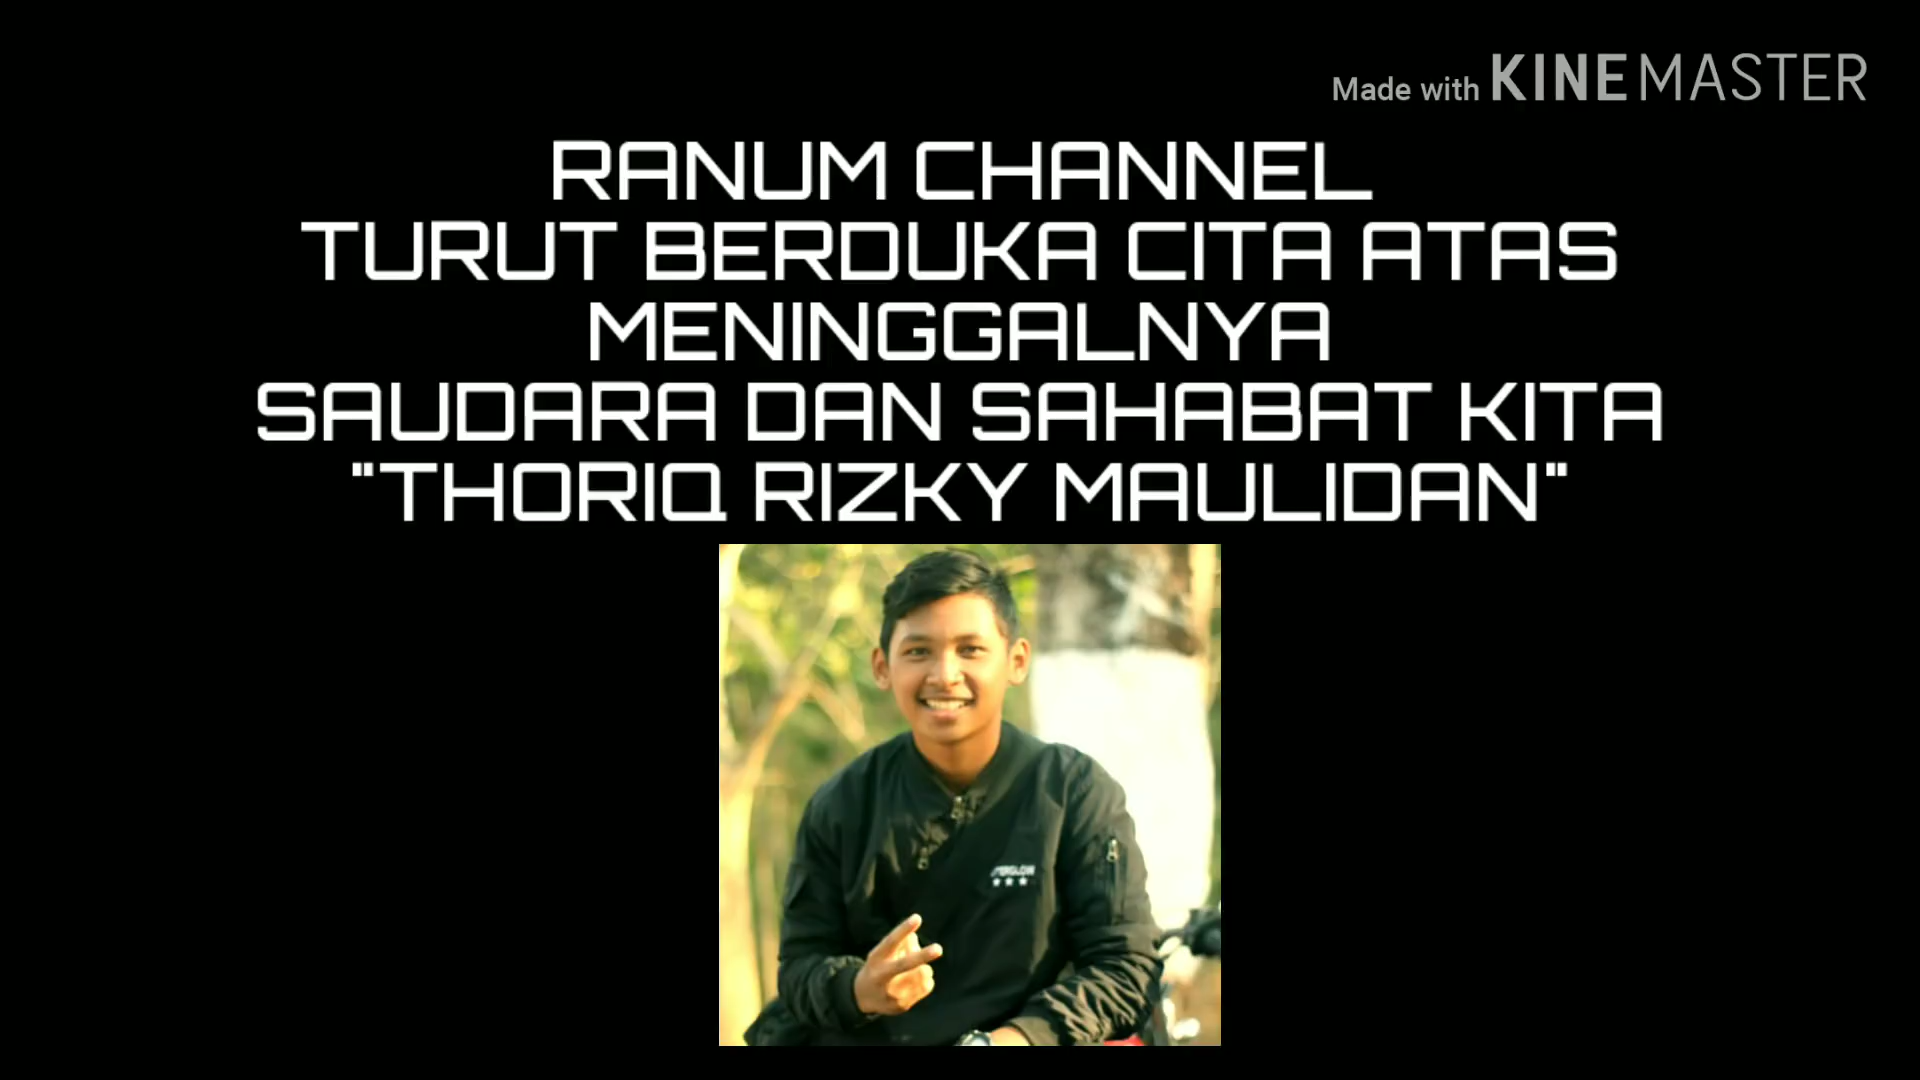 Made with KINEMASTER
RANUM CHANNEL
TURUT BERDUKA CITA ATAS
MENINGGALNYA
SAUDARA DAN SAHABAT KITA
"THORIQ RIZKY MAULIDAN"